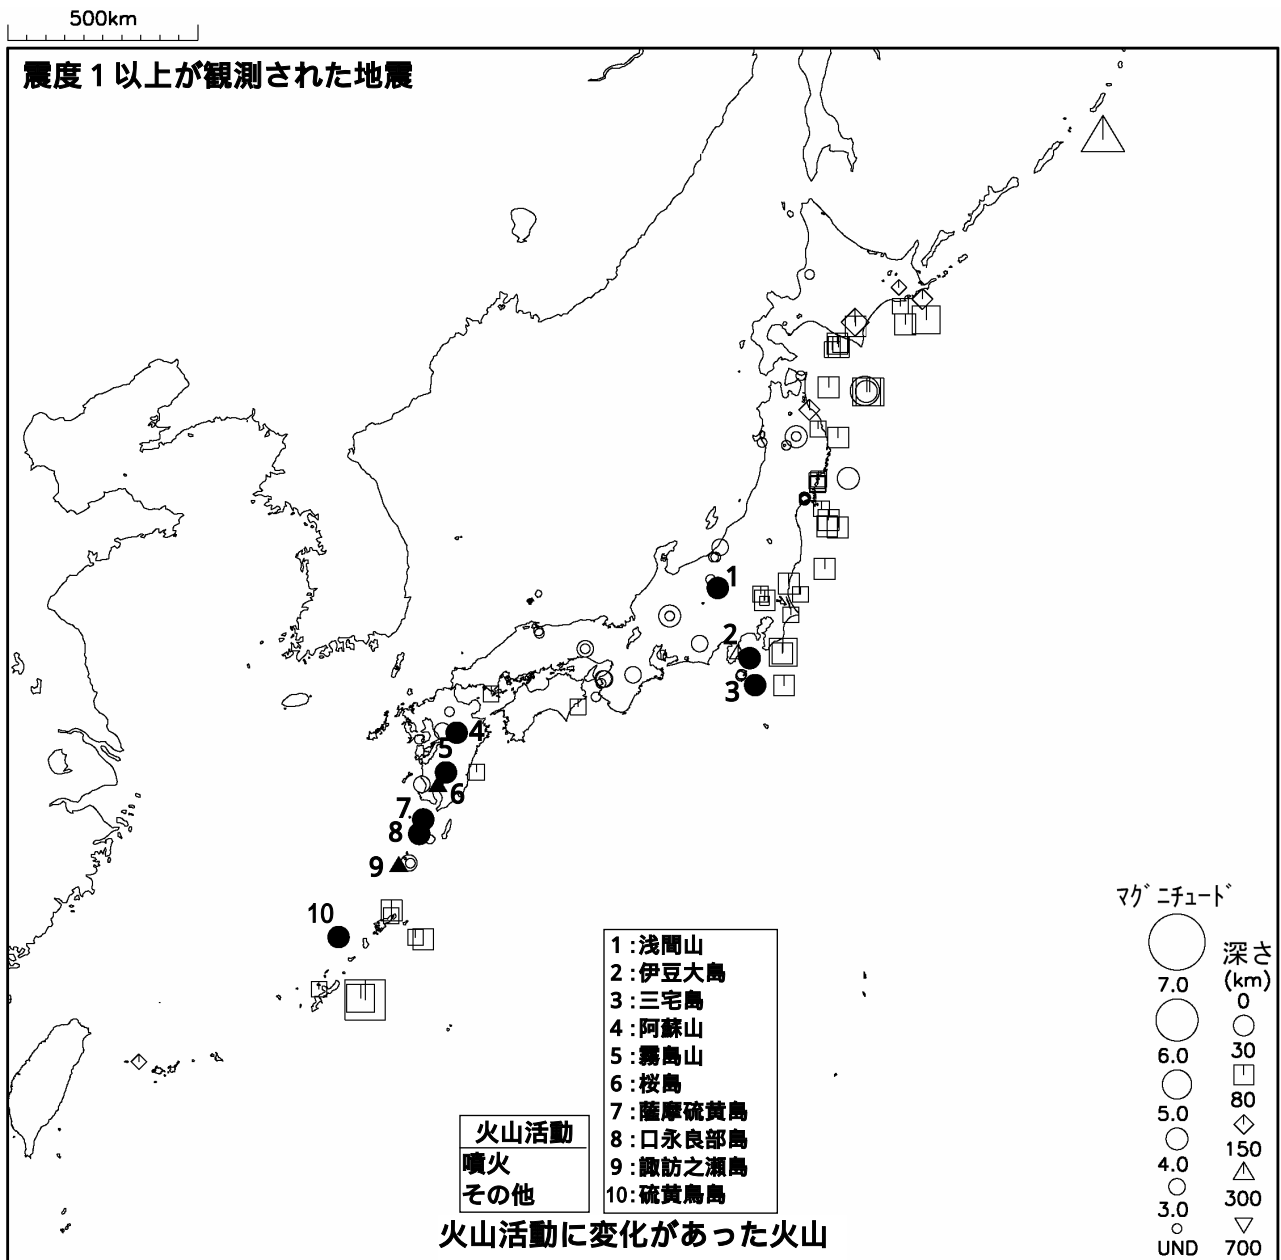 500km
震度1以上が観測された地震
1
2
3
4
5
6
7
8
9
10
1:浅間山
2:伊豆大島
3:三宅島
4:阿蘇山
5:霧島山
6:桜島
7:薩摩硫黄島
8:口永良部島
9:諏訪之瀬島
10:硫黄鳥島
火山活動
噴火
その他
火山活動に変化があった火山
マグニチュード
7.0
6.0
5.0
4.0
3.0
UND
深さ
(km)
0
30
80
150
300
700